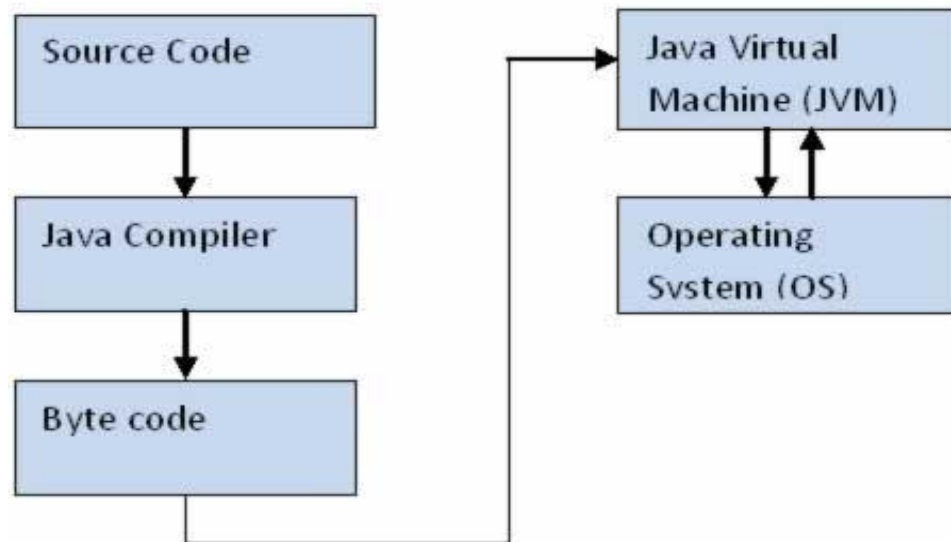 Source Code
Java Compiler
Byte code
Java Virtual
Machine (JVM)
Operating
System (OS)